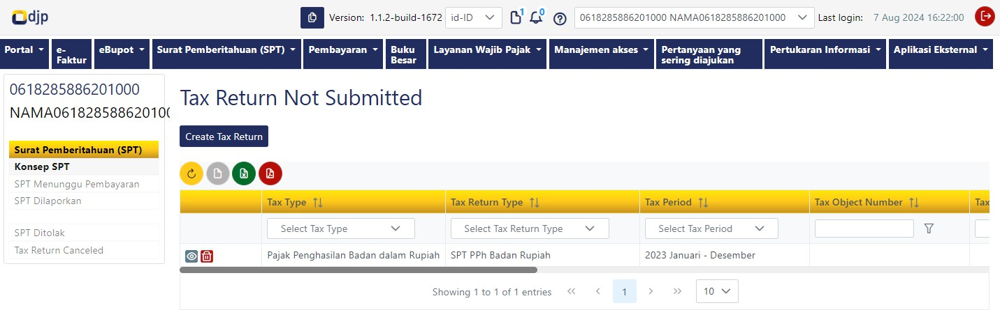 djp
Version: 1.1.2-build-1672 id-ID 1 0 0618285886201000 NAMA0618285886201000 Last login: 7 Aug 2024 16:22:00
Portal e-Faktur eBupot Surat Pemberitahuan (SPT) Pembayaran Buku Besar Layanan Wajib Pajak Manajemen akses Pertanyaan yang sering diajukan Pertukaran Informasi Aplikasi Eksternal
0618285886201000
NAMA061828588620100
Surat Pemberitahuan (SPT)
Konsep SPT
SPT Menunggu Pembayaran
SPT Dilaporkan
SPT Ditolak
Tax Return Canceled
Tax Return Not Submitted
Create Tax Return
Tax Type Tax Return Type Tax Period Tax Object Number Tax
Select Tax Type Select Tax Return Type Select Tax Period
Pajak Penghasilan Badan dalam Rupiah SPT PPh Badan Rupiah 2023 Januari - Desember
Showing 1 to 1 of 1 entries << < 1 > >> 10